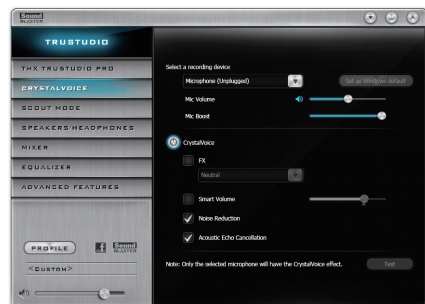 Sound
BLASTER
TRUSTUDIO
THX TRUSTUDIO PRO
CRYSTALVOICE
SCOUT MODE
SPEAKERS/HEADPHONES
MIXER
EQUALIZER
ADVANCED FEATURES
PROFILE
f
Sound
BLASTER
<CUSTOM>
Select a recording device
Microphone (Unplugged)
Set as Windows default
Mic Volume
Mic Boost
CrystalVoice
FX
Neutral
Smart Volume
Noise Reduction
Acoustic Echo Cancellation
Note: Only the selected microphone will have the CrystalVoice effect.
Test